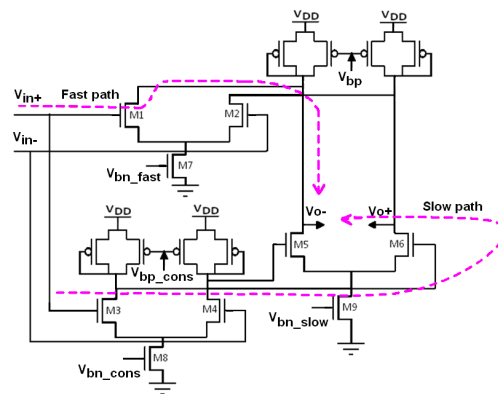 VDD VDD
Vbp
Vin+ Fast path
M1 M2
Vin-
M7
Vbn_fast
Vo- Vo+ Slow path
VDD VDD
M5 M6
Vbp_cons
M3 M4 M9
Vbn_slow
M8
Vbn_cons